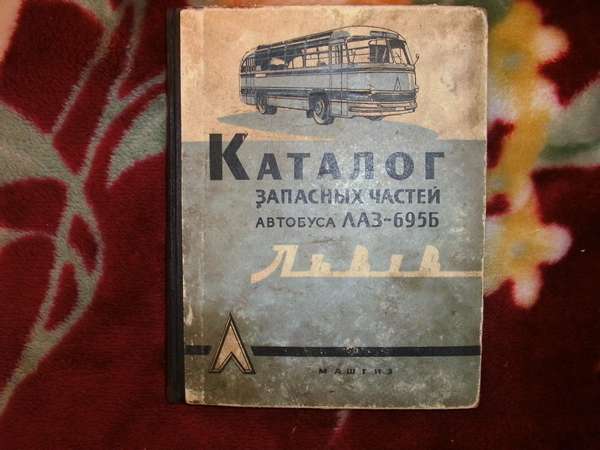 КАТАЛОГ
ЗАПАСНЫХ ЧАСТЕЙ
АВТОБУСА ЛАЗ-695Б
Львів
МАШГИЗ